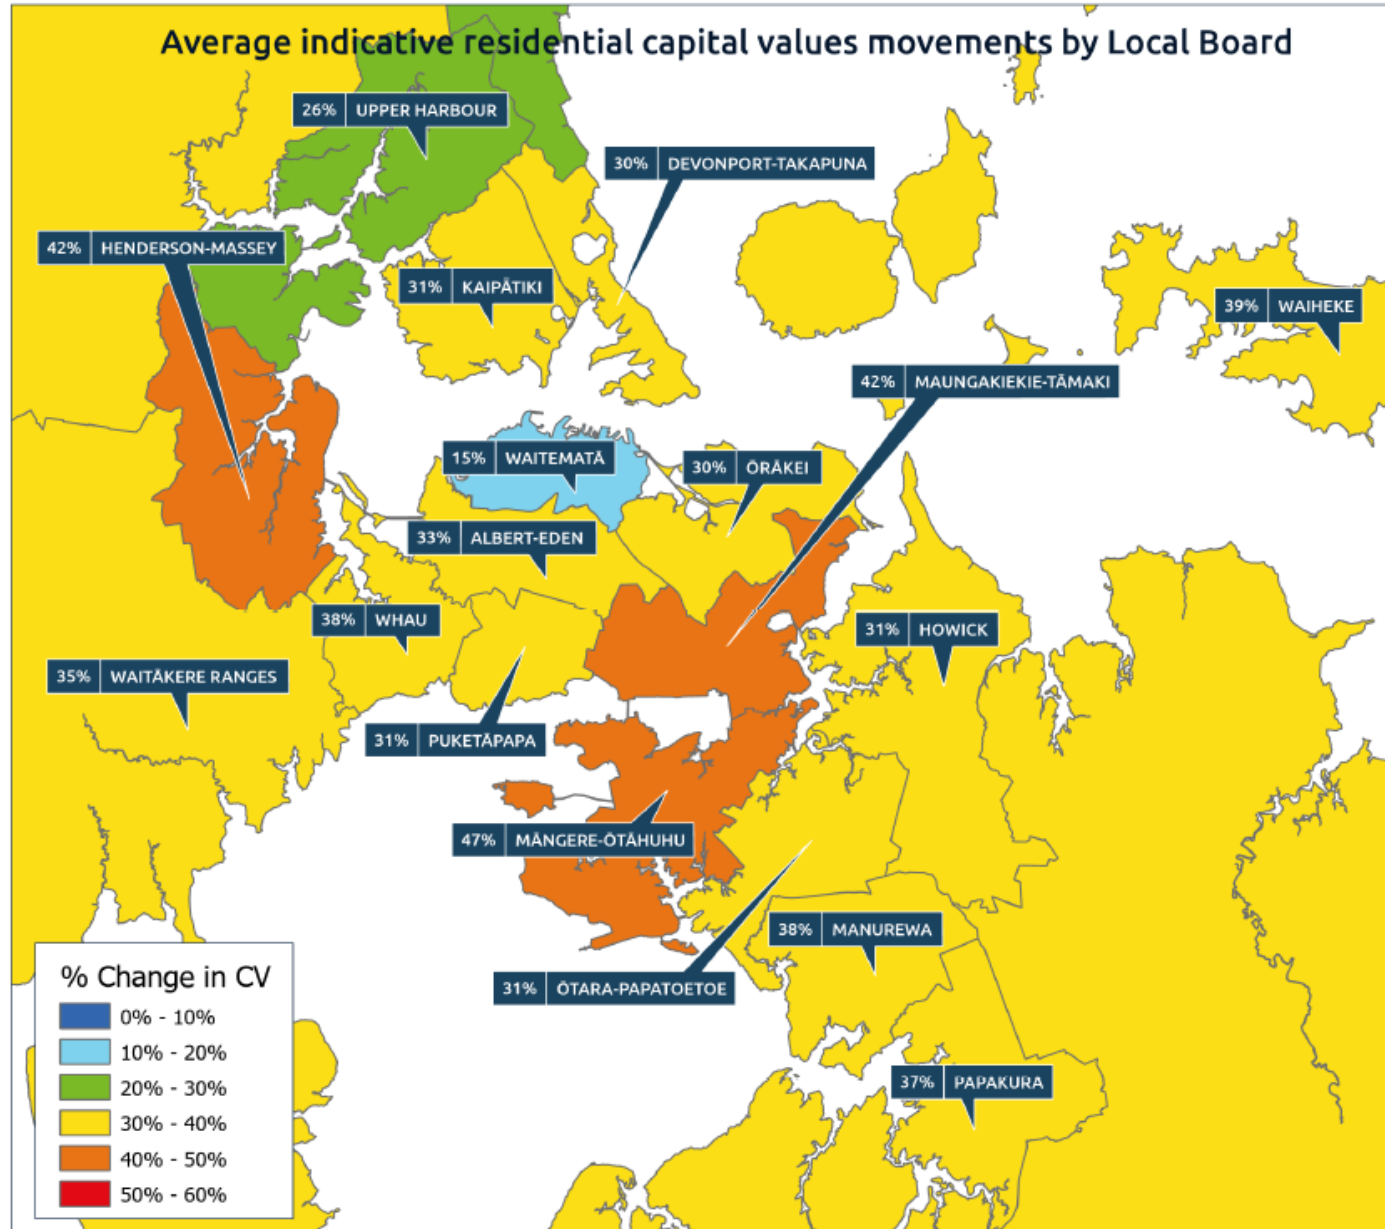 Average indicative residential capital values movements by Local Board
26% UPPER HARBOUR
30% DEVONPORT-TAKAPUNA
42% HENDERSON-MASSEY
31% KAIPĀTIKI
39% WAIHEKE
42% MAUNGAKIEKIE-TĀMAKI
15% WAITEMATĀ
30% ŌRĀKEI
33% ALBERT-EDEN
38% WHAU
31% HOWICK
35% WAITĀKERE RANGES
31% PUKETĀPAPA
47% MĀNGERE-ŌTĀHUHU
38% MANUREWA
31% ŌTARA-PAPATOETOE
37% PAPAKURA
% Change in CV
0% - 10%
10% - 20%
20% - 30%
30% - 40%
40% - 50%
50% - 60%